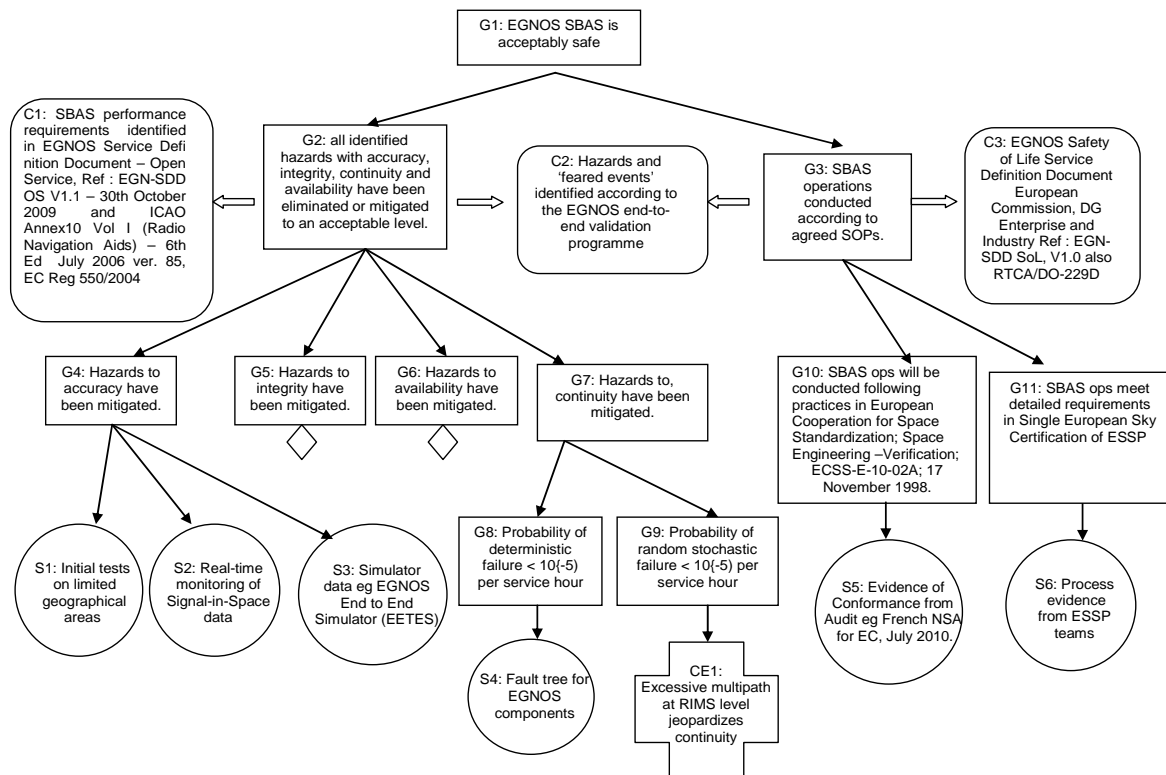 G1: EGNOS SBAS is
acceptably safe
C1: SBAS performance
requirements identified
in EGNOS Service Defi
nition Document – Open
Service, Ref : EGN-SDD
OS V1.1 – 30th October
2009 and ICAO
Annex10 Vol I (Radio
Navigation Aids) – 6th
Ed July 2006 ver. 85,
EC Reg 550/2004
G2: all identified
hazards with accuracy,
integrity, continuity and
availability have been
eliminated or mitigated
to an acceptable level.
C2: Hazards and
‘feared events’
identified according to
the EGNOS end-to-
end validation
programme
G3: SBAS
operations
conducted
according to
agreed SOPs.
C3: EGNOS Safety
of Life Service
Definition Document
European
Commission, DG
Enterprise and
Industry Ref : EGN-
SDD SoL, V1.0 also
RTCA/DO-229D
G4: Hazards to
accuracy have
been mitigated.
G5: Hazards to
integrity have
been mitigated.
G6: Hazards to
availability have
been mitigated.
G7: Hazards to,
continuity have been
mitigated.
G10: SBAS ops will be
conducted following
practices in European
Cooperation for Space
Standardization; Space
Engineering –Verification;
ECSS-E-10-02A; 17
November 1998.
G11: SBAS ops meet
detailed requirements
in Single European Sky
Certification of ESSP
S1: Initial tests
on limited
geographical
areas
S2: Real-time
monitoring of
Signal-in-Space
data
S3: Simulator
data eg EGNOS
End to End
Simulator (EETES)
G8: Probability of
deterministic
failure < 10{-5)
per service hour
G9: Probability of
random stochastic
failure < 10{-5) per
service hour
S5: Evidence of
Conformance from
Audit eg French NSA
for EC, July 2010.
S6: Process
evidence
from ESSP
teams
S4: Fault tree for
EGNOS
components
CE1:
Excessive multipath
at RIMS level
jeopardizes
continuity